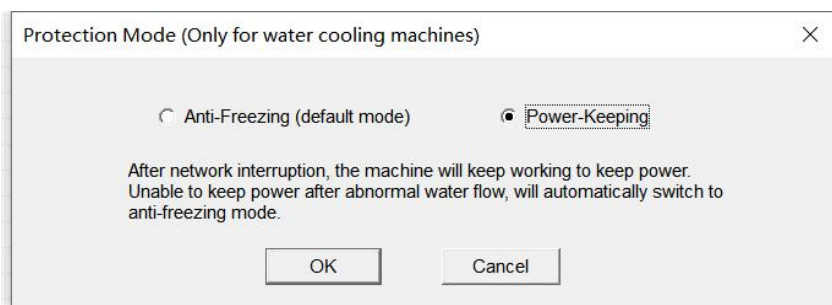 Protection Mode (Only for water cooling machines)
Anti-Freezing (default mode) Power-Keeping
After network interruption, the machine will keep working to keep power.
Unable to keep power after abnormal water flow, will automatically switch to
anti-freezing mode.
OK Cancel